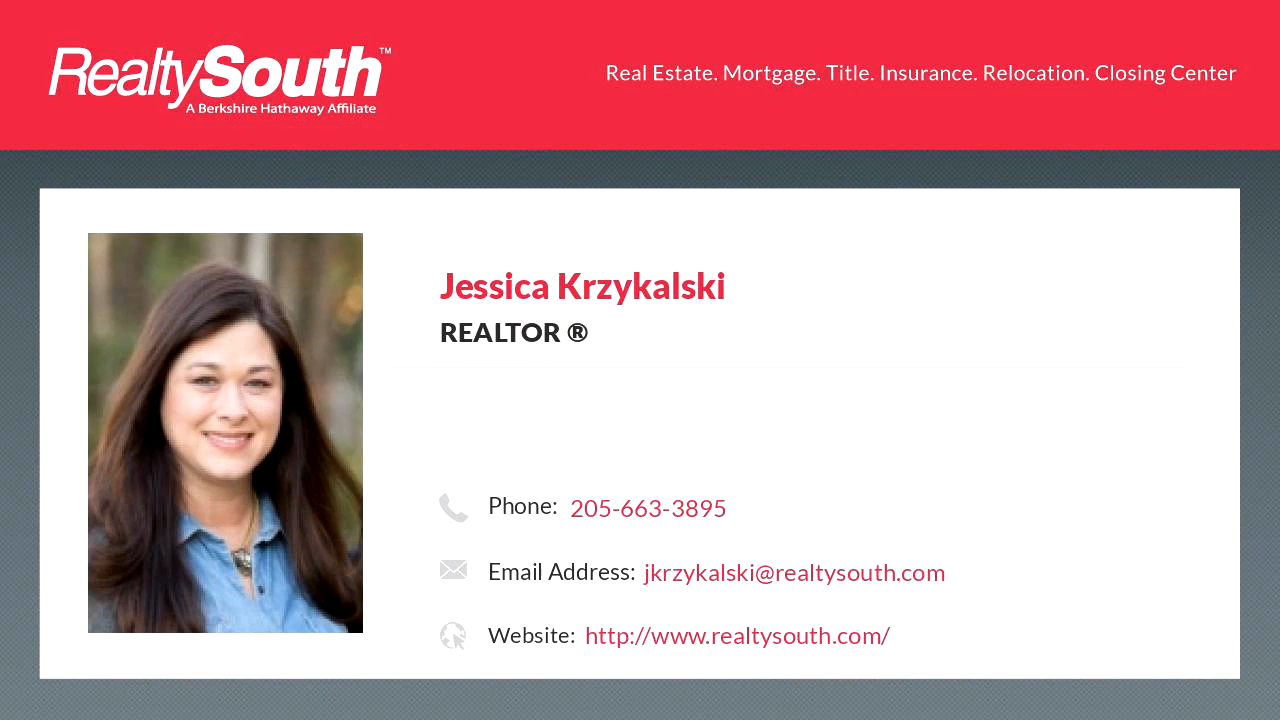 RealtySouth™
A Berkshire Hathaway Affiliate
Real Estate. Mortgage. Title. Insurance. Relocation. Closing Center
Jessica Krzykalski
REALTOR ®
Phone: 205-663-3895
Email Address: jkrzykalski@realtysouth.com
Website: http://www.realtysouth.com/